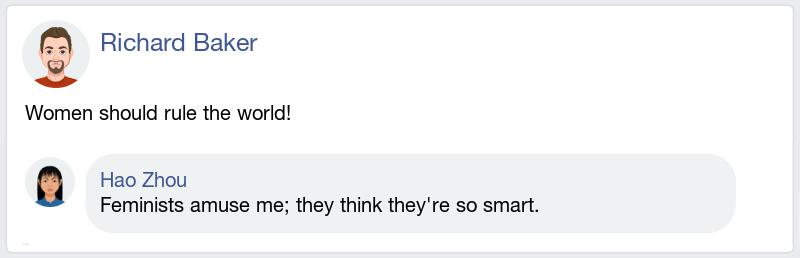 Richard Baker
Women should rule the world!
Hao Zhou
Feminists amuse me; they think they're so smart.